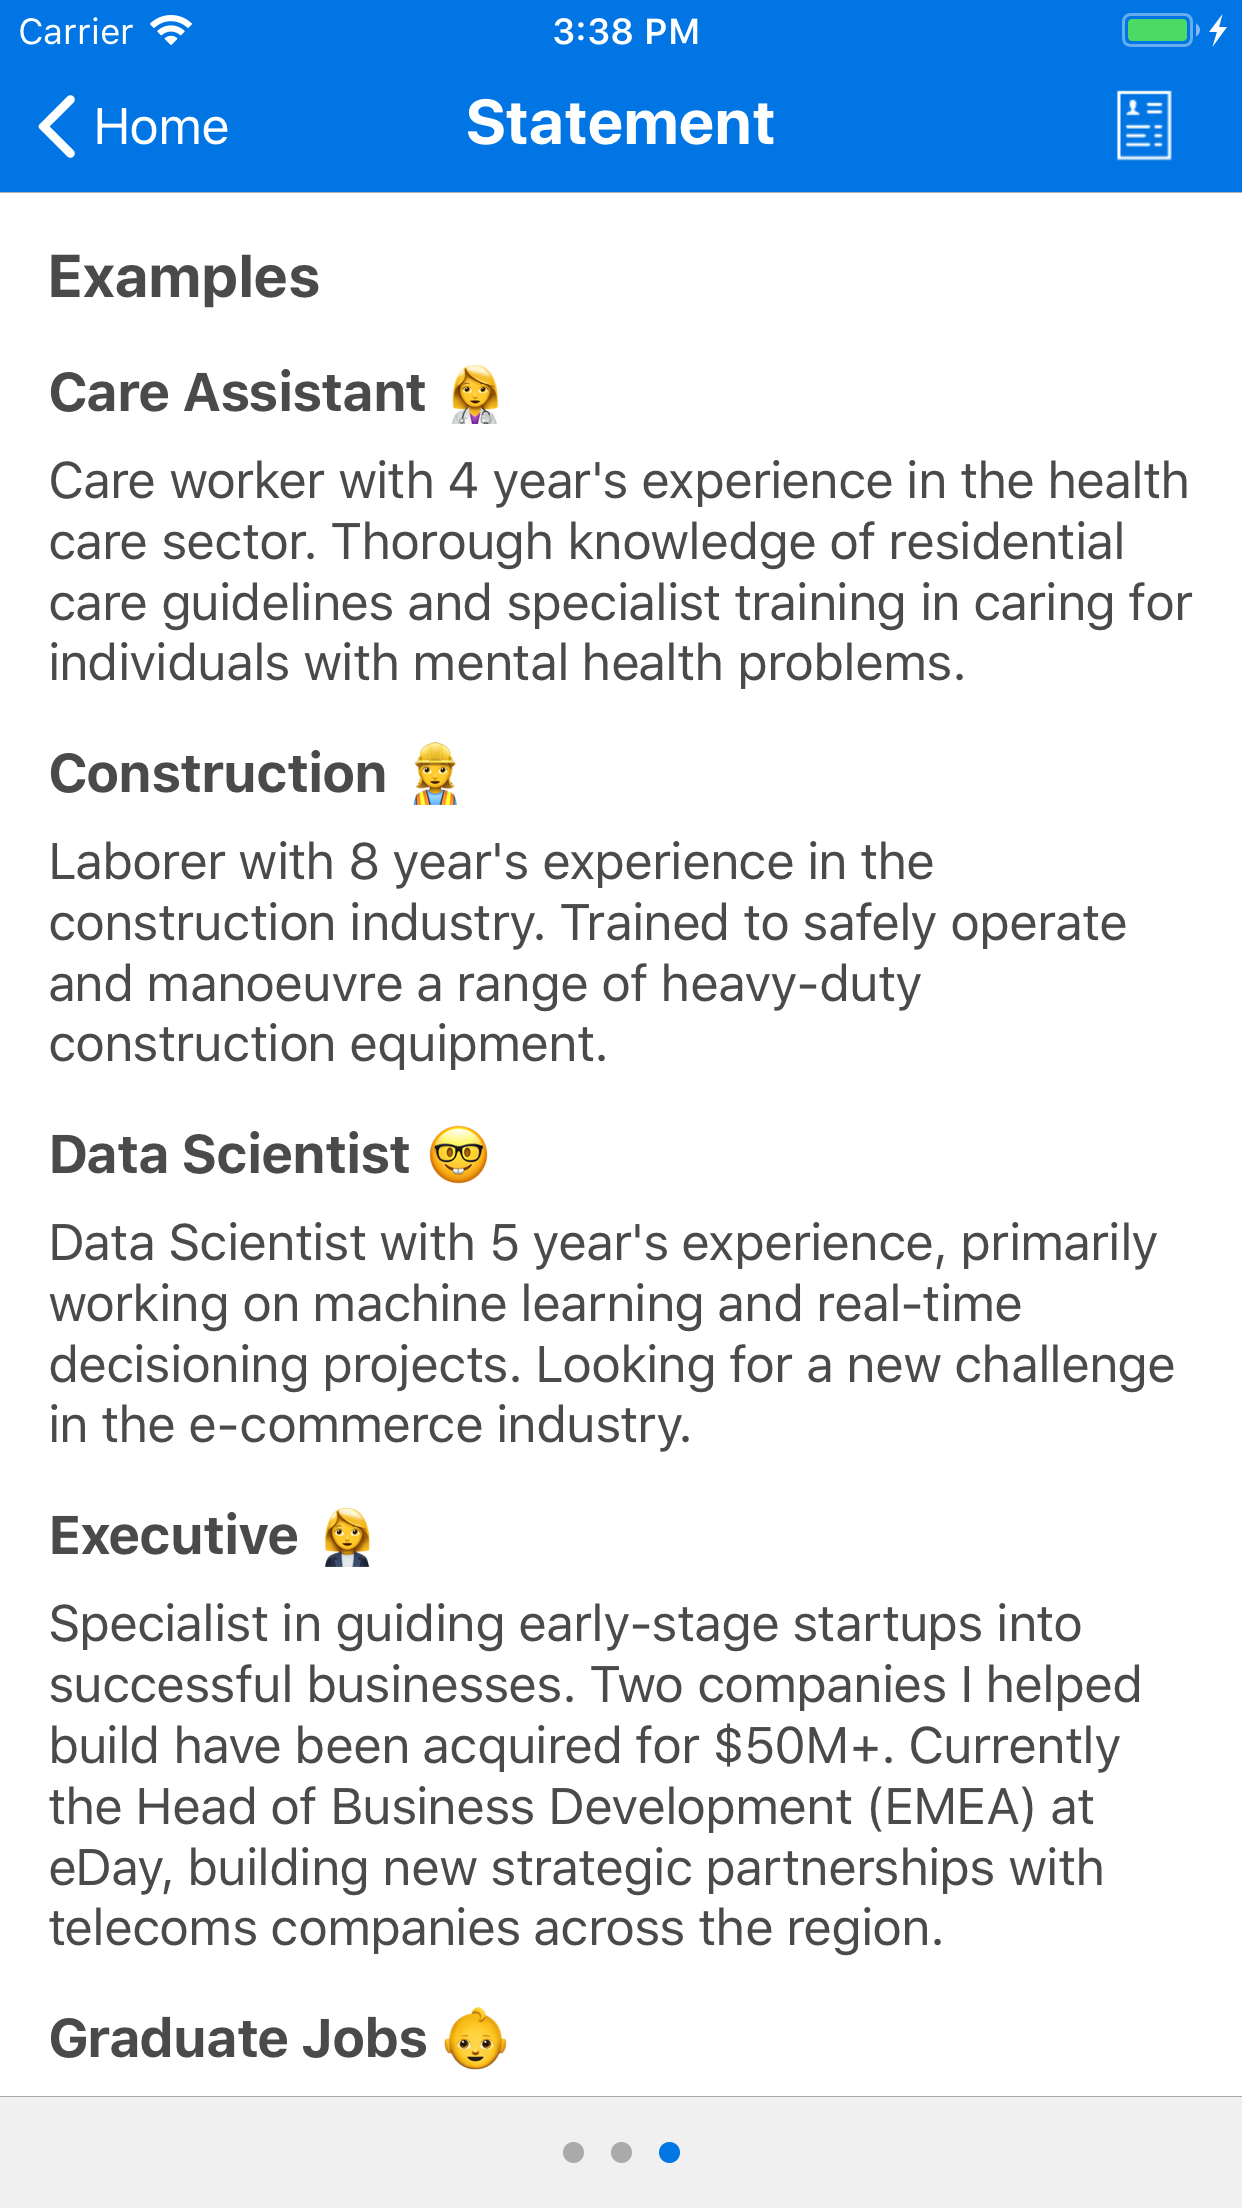 Carrier 3:38 PM
Home Statement
Examples
Care Assistant
Care worker with 4 year's experience in the health
care sector. Thorough knowledge of residential
care guidelines and specialist training in caring for
individuals with mental health problems.
Construction
Laborer with 8 year's experience in the
construction industry. Trained to safely operate
and manoeuvre a range of heavy-duty
construction equipment.
Data Scientist
Data Scientist with 5 year's experience, primarily
working on machine learning and real-time
decisioning projects. Looking for a new challenge
in the e-commerce industry.
Executive
Specialist in guiding early-stage startups into
successful businesses. Two companies I helped
build have been acquired for $50M+. Currently
the Head of Business Development (EMEA) at
eDay, building new strategic partnerships with
telecoms companies across the region.
Graduate Jobs